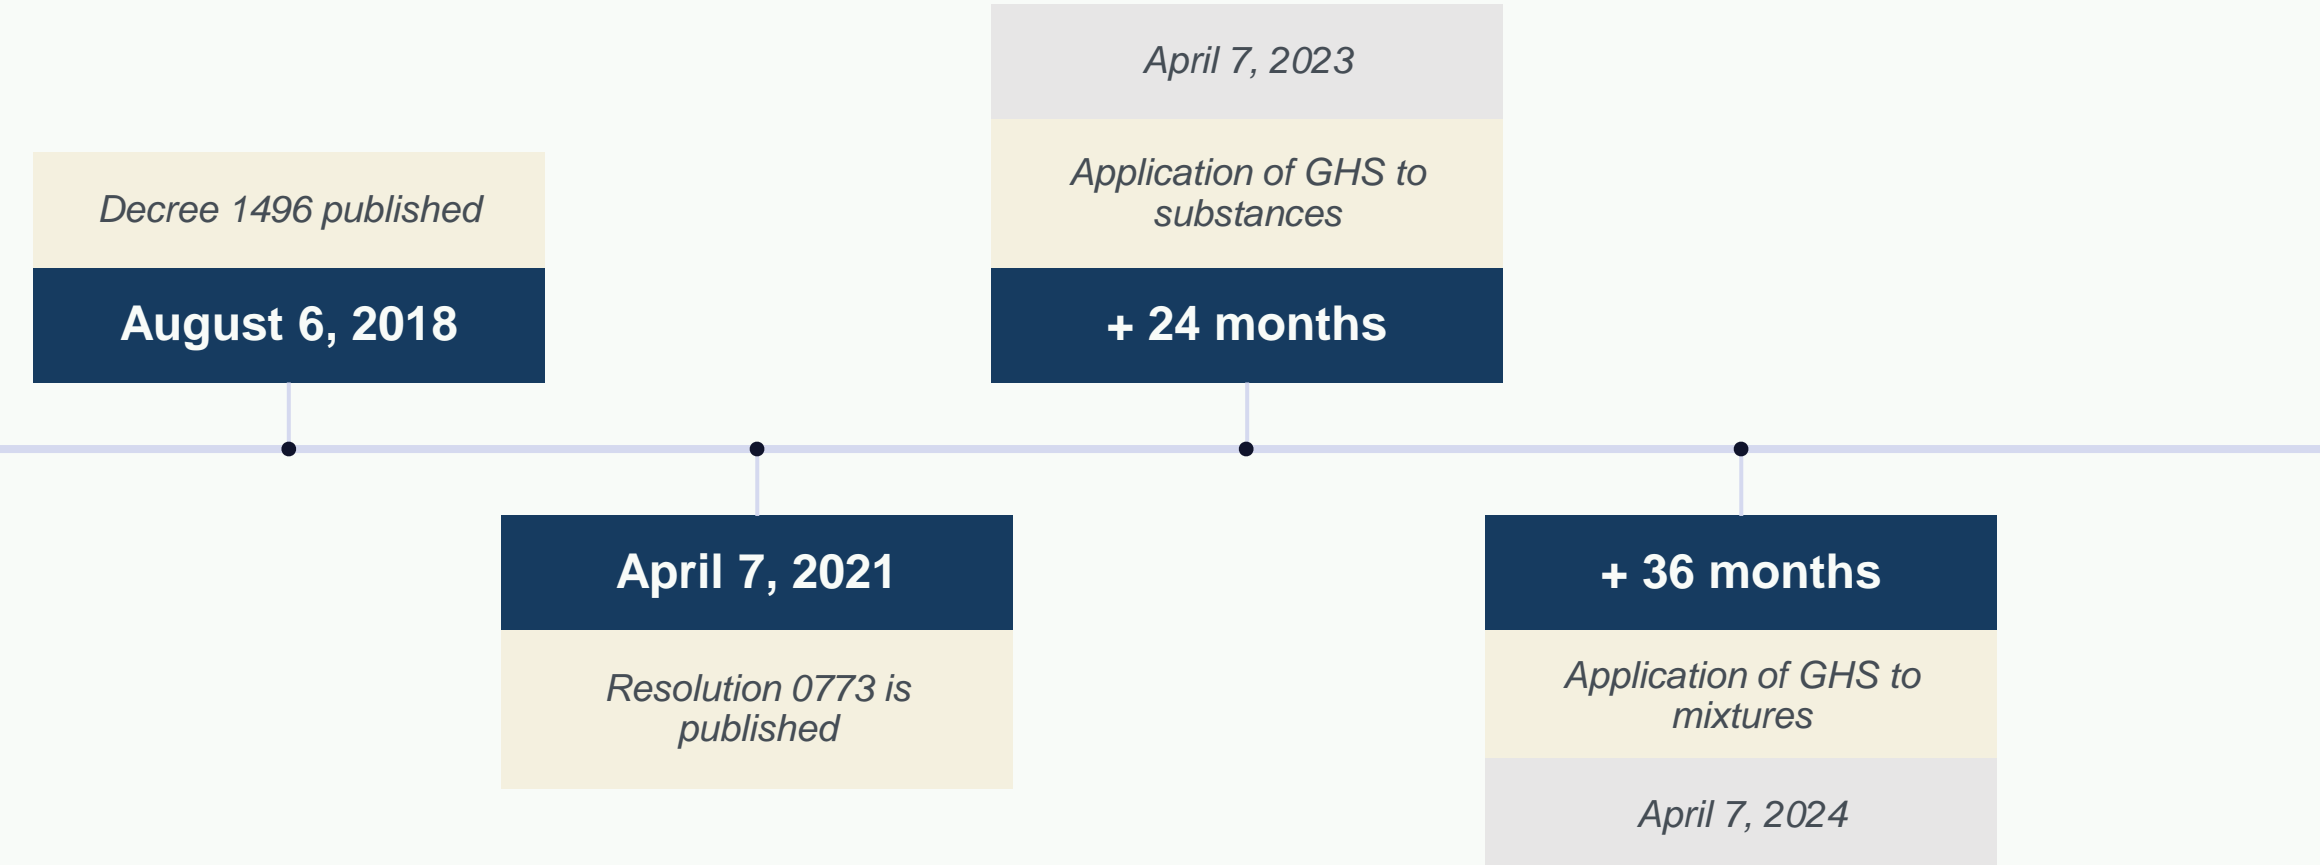 Decree 1496 published
August 6, 2018
April 7, 2021
Resolution 0773 is
published
April 7, 2023
Application of GHS to
substances
+ 24 months
+ 36 months
Application of GHS to
mixtures
April 7, 2024